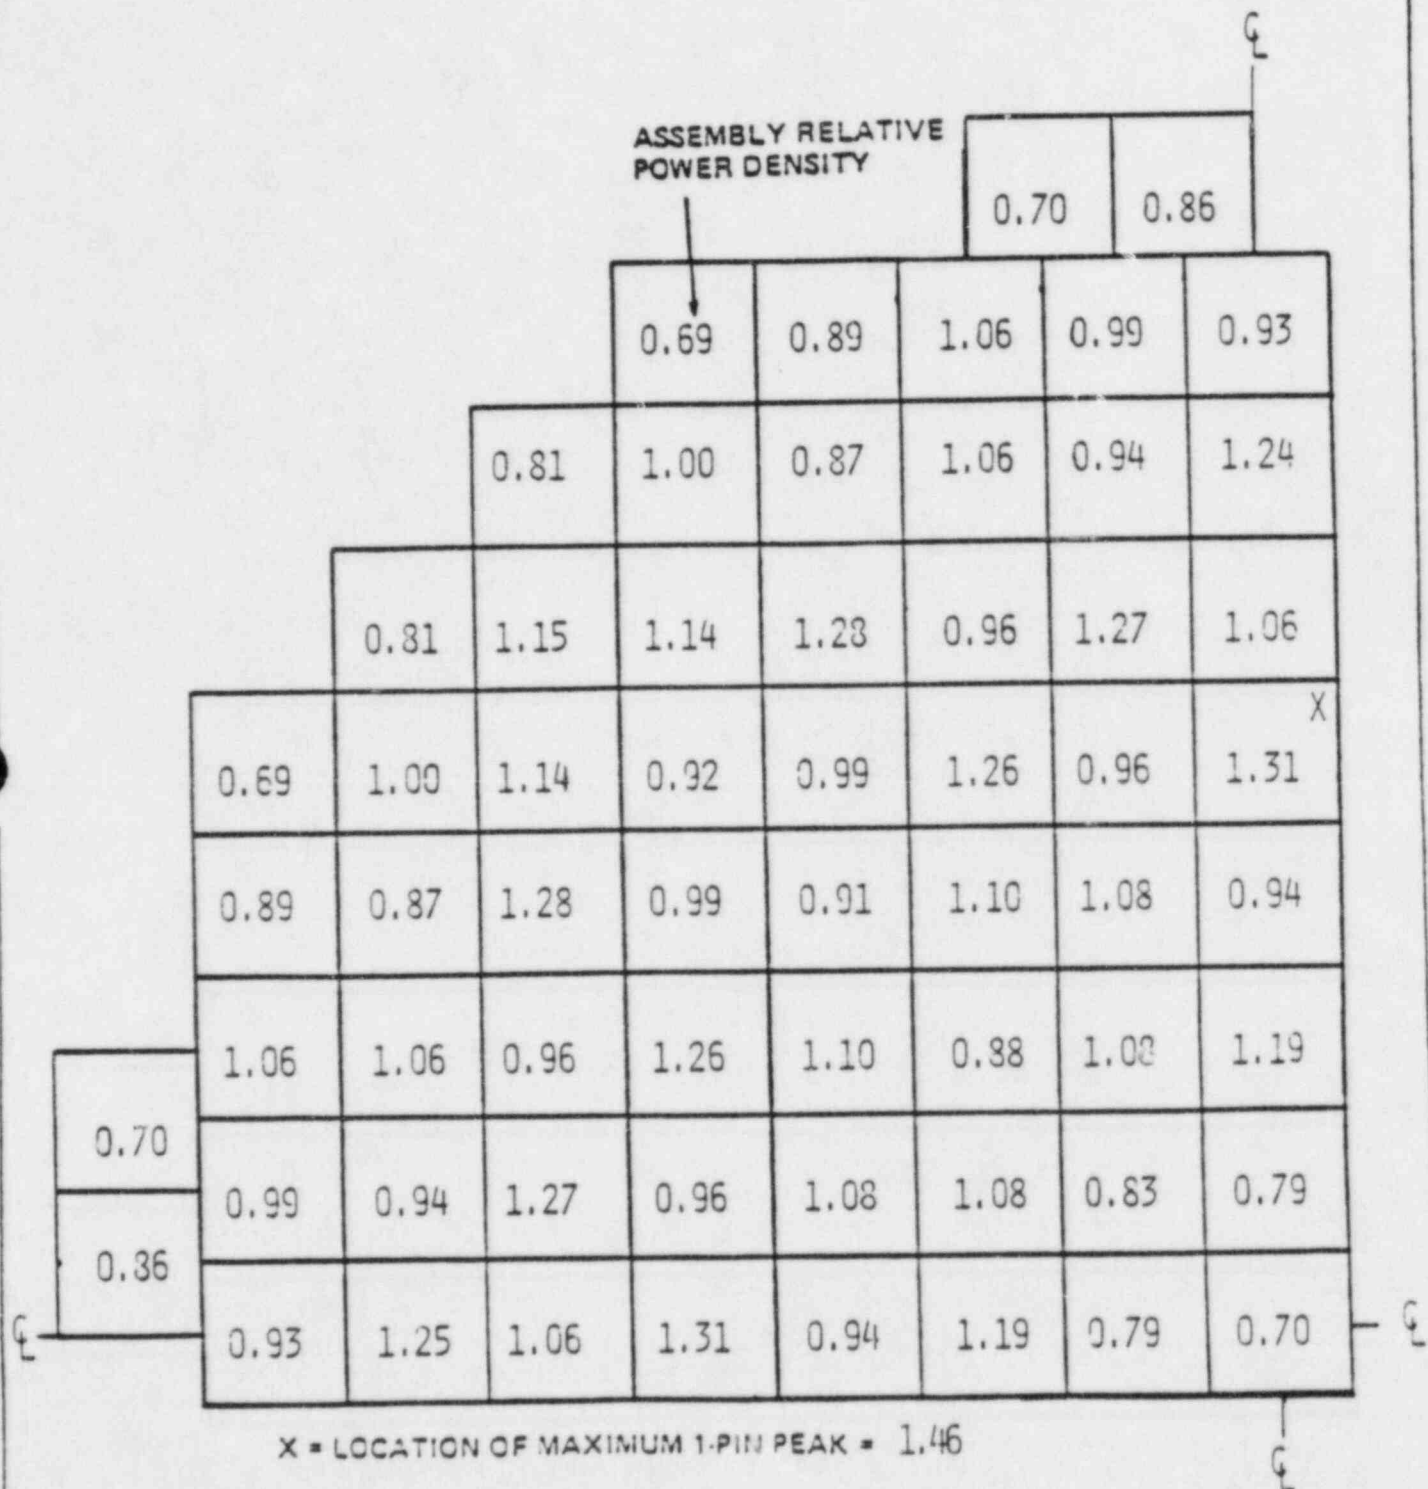 ℄
ASSEMBLY RELATIVE
POWER DENSITY
0.70 0.86
0.69 0.89 1.06 0.99 0.93
0.81 1.00 0.87 1.06 0.94 1.24
0.81 1.15 1.14 1.28 0.96 1.27 1.06
X
0.69 1.00 1.14 0.92 0.99 1.26 0.96 1.31
0.89 0.87 1.28 0.99 0.91 1.10 1.08 0.94
1.06 1.06 0.96 1.26 1.10 0.88 1.08 1.19
0.70
0.99 0.94 1.27 0.96 1.08 1.08 0.83 0.79
0.86
℄ 0.93 1.25 1.06 1.31 0.94 1.19 0.79 0.70 ℄
X = LOCATION OF MAXIMUM 1-PIN PEAK = 1.46
℄